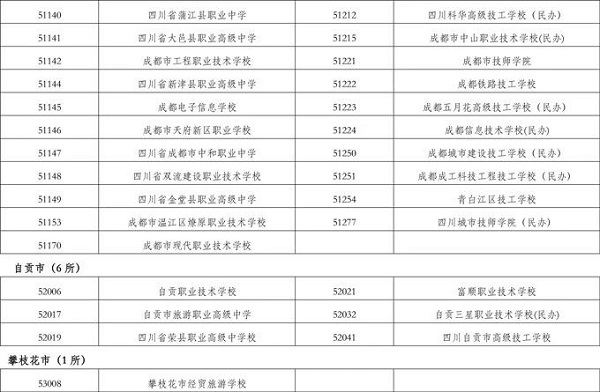 51140 四川省蒲江县职业中学 51212 四川科华高级技工学校（民办）
51141 四川省大邑县职业高级中学 51215 成都市中山职业技术学校(民办)
51142 成都市工程职业技术学校 51221 成都市技师学院
51144 四川省新津县职业高级中学 51222 成都铁路技工学校
51145 成都电子信息学校 51223 成都五月花高级技工学校（民办）
51146 成都市天府新区职业学校 51224 成都信息技术学校(民办)
51147 四川省成都市中和职业中学 51250 成都城市建设技工学校（民办）
51148 四川省双流建设职业技术学校 51251 成都成工科技工程技工学校（民办）
51149 四川省金堂县职业高级中学 51254 青白江区技工学校
51153 成都市温江区燎原职业技术学校 51277 四川城市技师学院（民办）
51170 成都市现代职业技术学校
自贡市（6 所）
52006 自贡职业技术学校 52021 富顺职业技术学校
52017 自贡市旅游职业高级中学 52032 自贡三星职业技术学校(民办)
52019 四川省荣县职业高级中学校 52041 四川自贡市高级技工学校
攀枝花市（1 所）
53008 攀枝花市经贸旅游学校